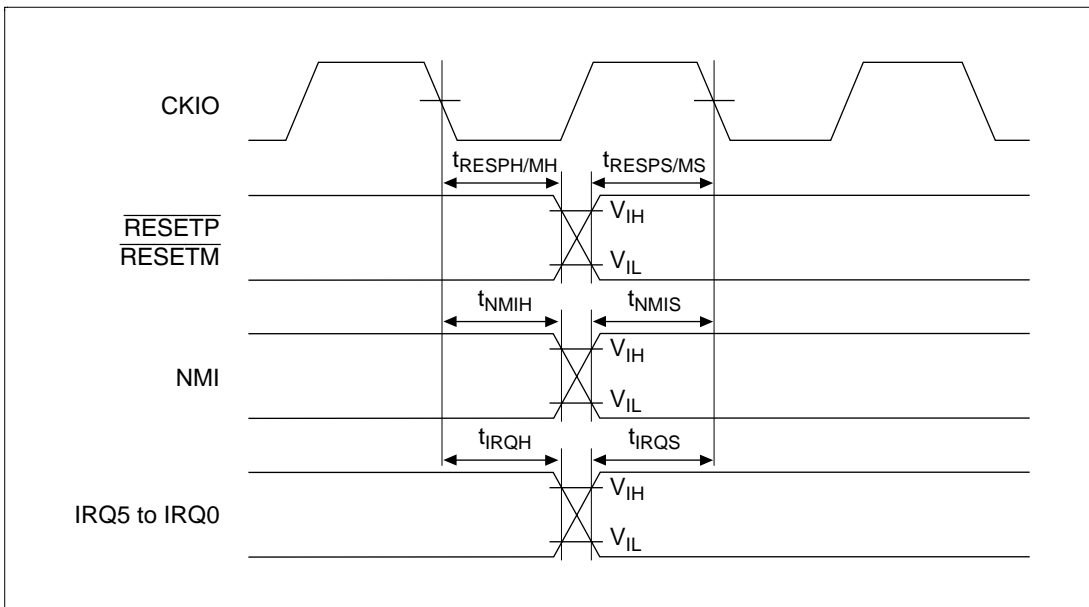 CKIO
tRESPH/MH tRESPS/MS
RESETP
RESETM
VIH
VIL
tNMIH tNMIS
NMI
VIH
VIL
tIRQH tIRQS
IRQ5 to IRQ0
VIH
VIL